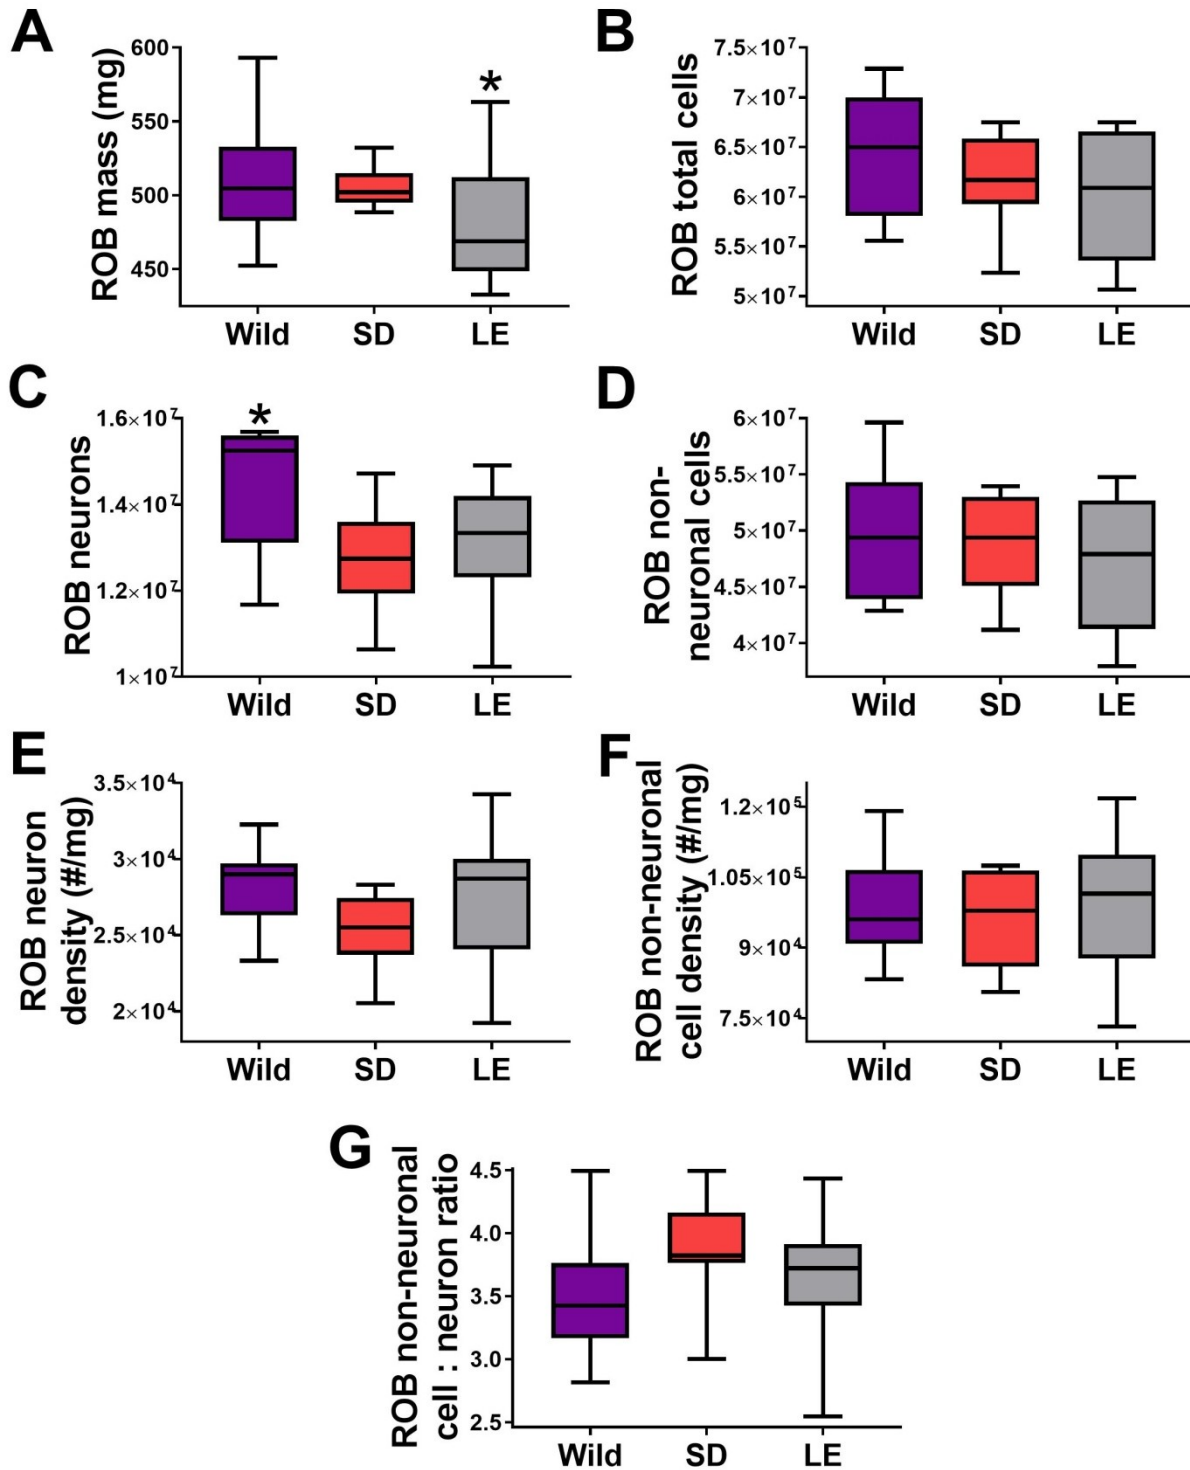 A
ROB mass (mg)
600
550
500
450
*
Wild SD LE
B
ROB total cells
7.5×10⁷
7×10⁷
6.5×10⁷
6×10⁷
5.5×10⁷
5×10⁷
Wild SD LE
C
ROB neurons
1.6×10⁷
1.4×10⁷
1.2×10⁷
1×10⁷
*
Wild SD LE
D
ROB non-
neuronal cells
6×10⁷
5.5×10⁷
5×10⁷
4.5×10⁷
4×10⁷
Wild SD LE
E
ROB neuron
density (#/mg)
3.5×10⁴
3×10⁴
2.5×10⁴
2×10⁴
Wild SD LE
F
ROB non-neuronal
cell density (#/mg)
1.2×10⁵
1.05×10⁵
9×10⁴
7.5×10⁴
Wild SD LE
G
ROB non-neuronal
cell : neuron ratio
4.5
4.0
3.5
3.0
2.5
Wild SD LE